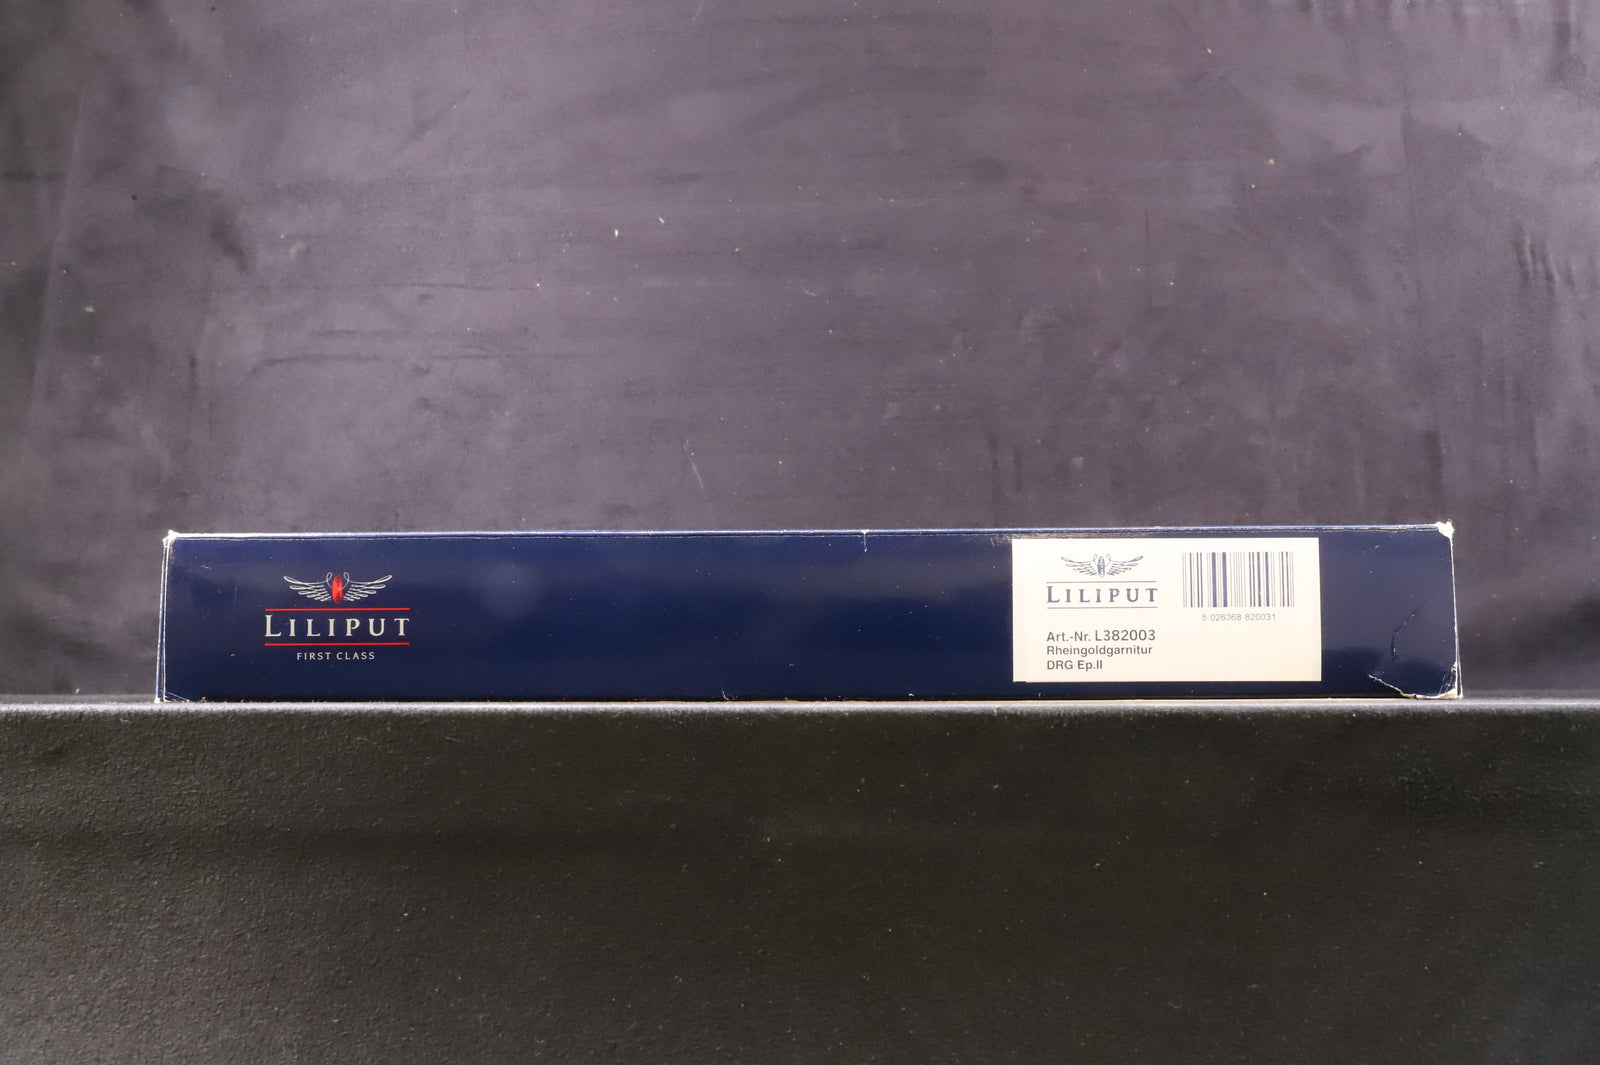 LILIPUT
FIRST CLASS
LILIPUT
5 026368 820031
Art.-Nr. L382003
Rheingoldgarnitur
DRG Ep.II